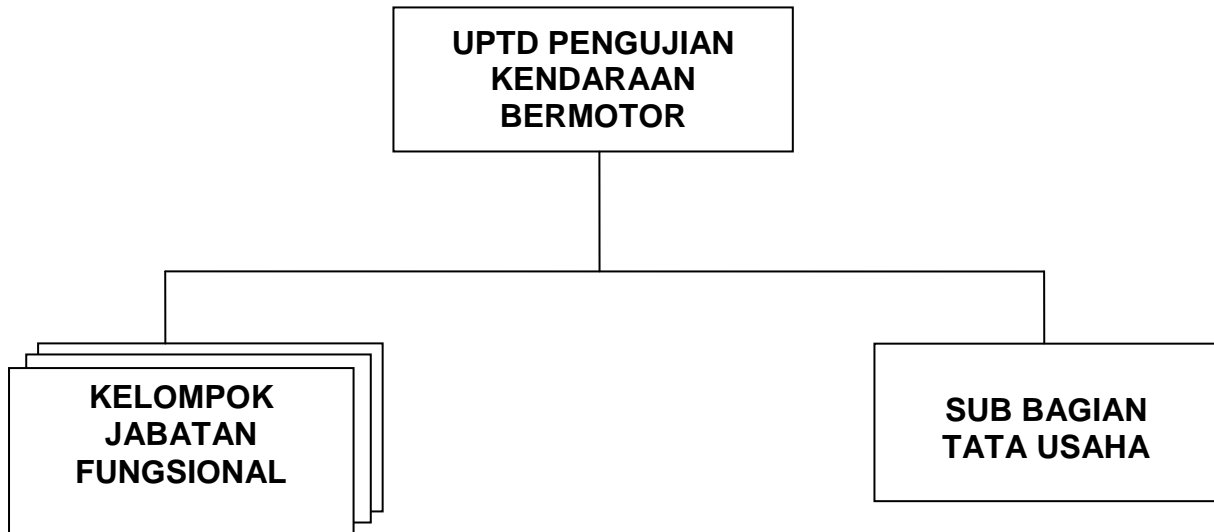 UPTD PENGUJIAN
KENDARAAN
BERMOTOR
KELOMPOK
JABATAN
FUNGSIONAL
SUB BAGIAN
TATA USAHA